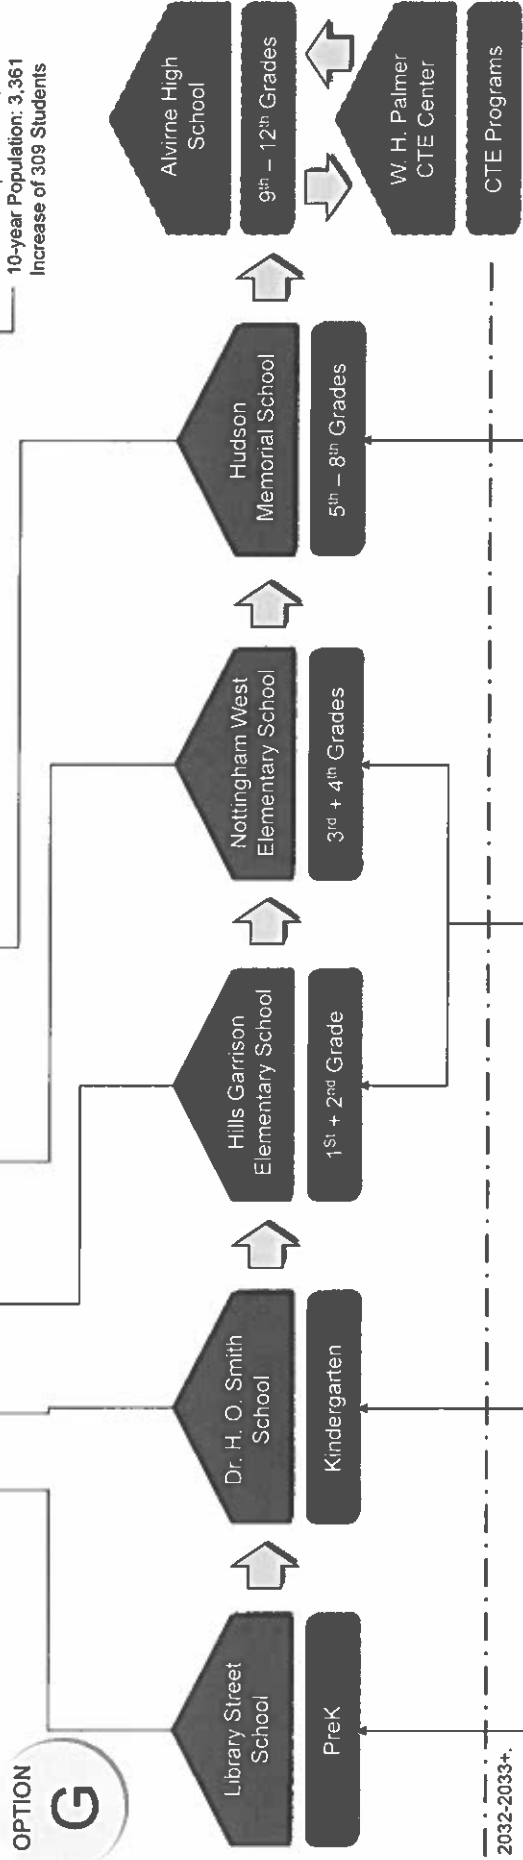 OPTION
G
10-year Population: 3,361
Increase of 309 Students
Library Street
School
PreK
Dr. H. O. Smith
School
Kindergarten
Hills Garrison
Elementary School
1St + 2nd Grade
Nottingham West
Elementary School
3rd + 4th Grades
Hudson
Memorial School
5th – 8th Grades
Alvirne High
School
9th – 12th Grades
W. H. Palmer
CTE Center
CTE Programs
2032-2033+.